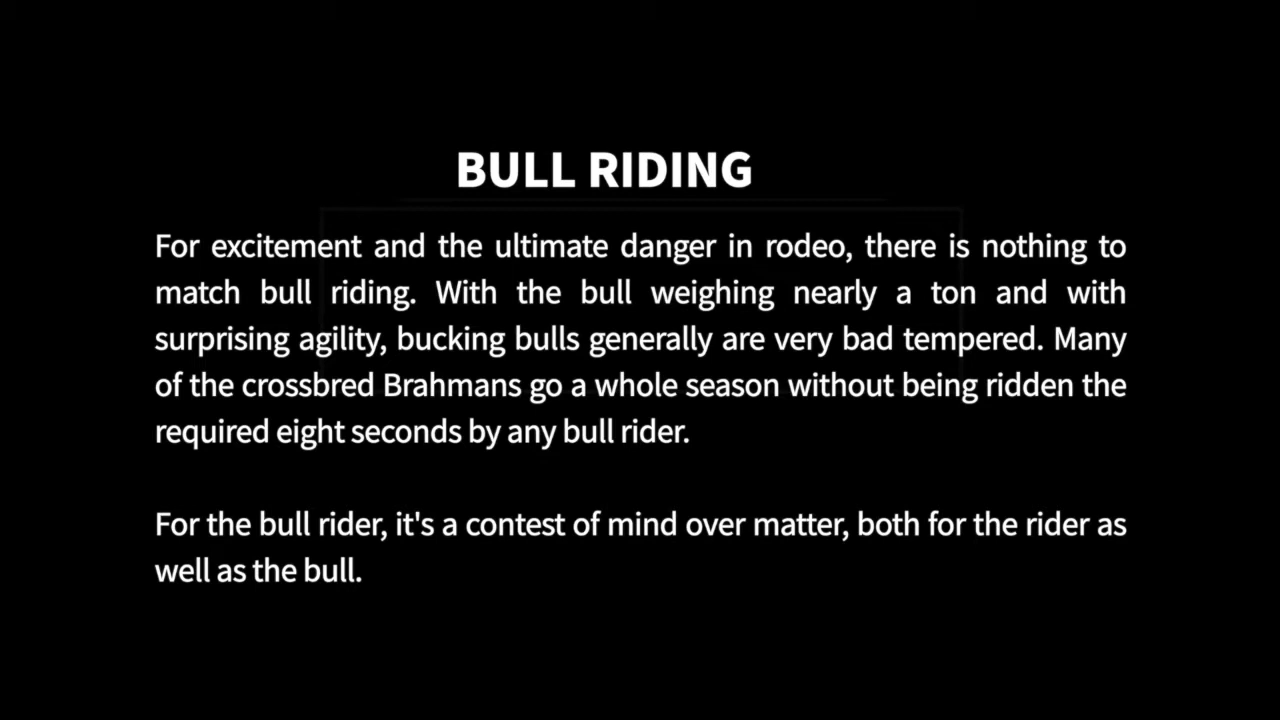 BULL RIDING
For excitement and the ultimate danger in rodeo, there is nothing to
match bull riding. With the bull weighing nearly a ton and with
surprising agility, bucking bulls generally are very bad tempered. Many
of the crossbred Brahmans go a whole season without being ridden the
required eight seconds by any bull rider.
For the bull rider, it's a contest of mind over matter, both for the rider as
well as the bull.